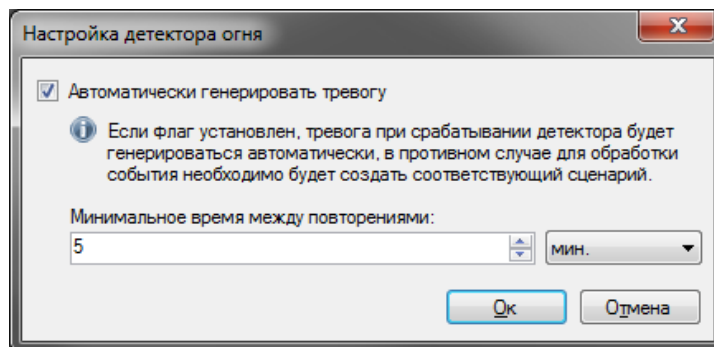 Настройка детектора огня
Автоматически генерировать тревогу
Если флаг установлен, тревога при срабатывании детектора будет
генерироваться автоматически, в противном случае для обработки
события необходимо будет создать соответствующий сценарий.
Минимальное время между повторениями:
5 мин.
Ок Отмена